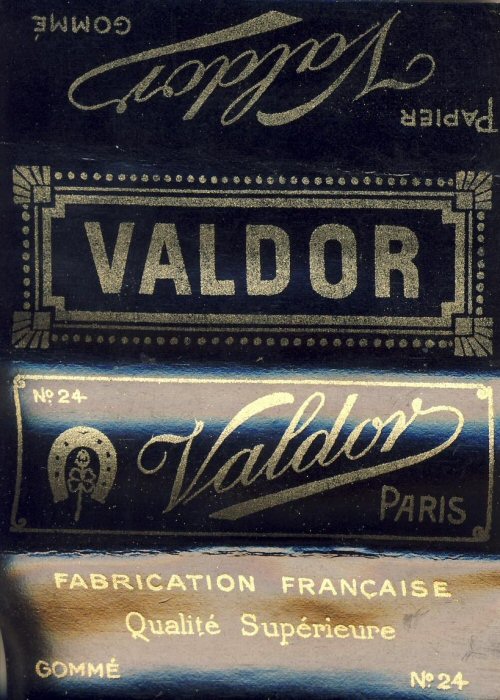 GOMMÉ
Valdor
PAPIER
VALDOR
Nº 24
Valdor
PARIS
FABRICATION FRANÇAISE
Qualité Supérieure
GOMMÉ
Nº 24